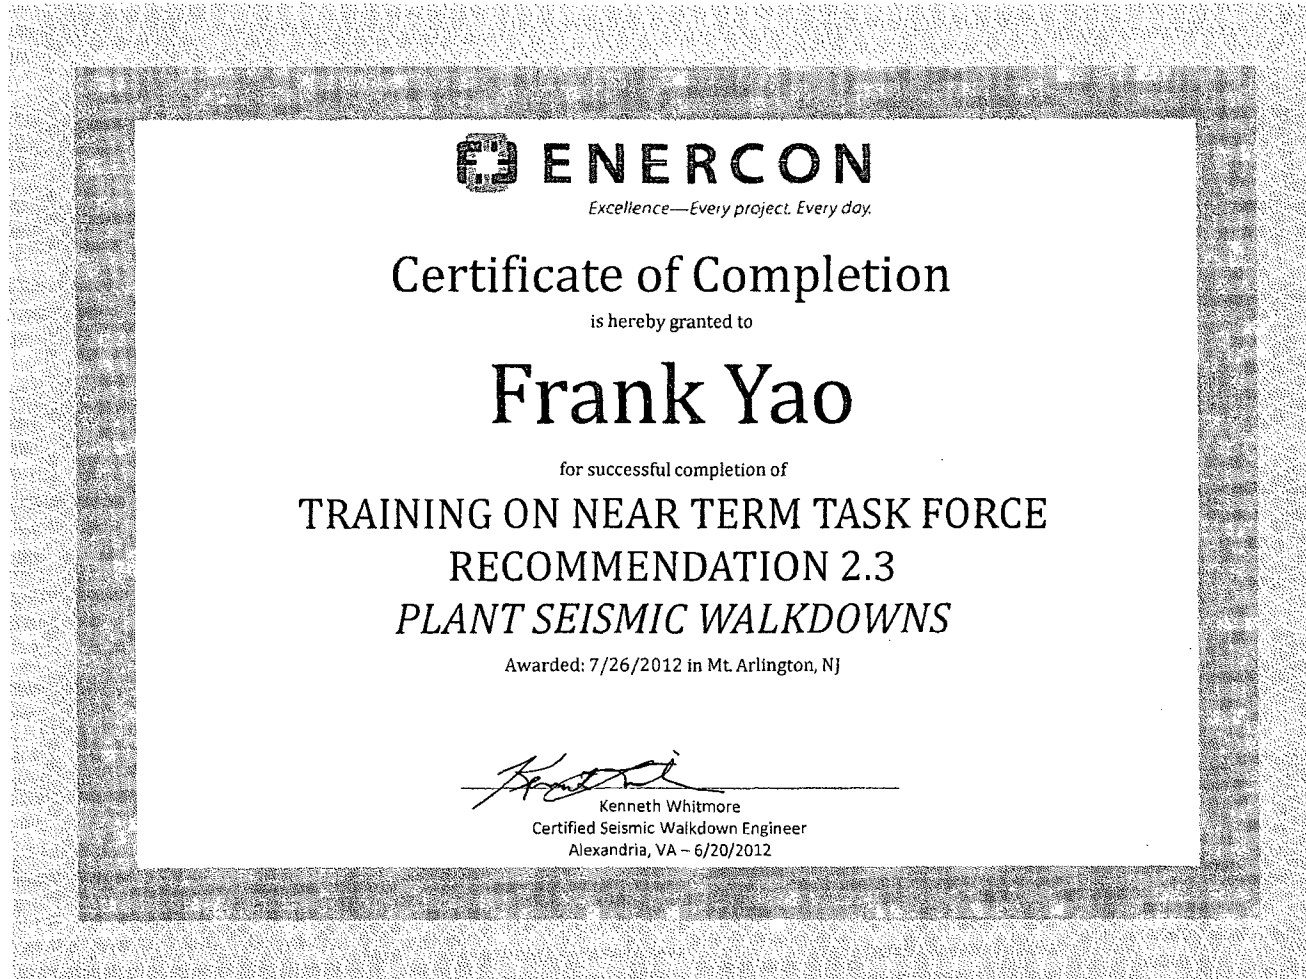 ENERCON
Excellence—Every project. Every day.
Certificate of Completion
is hereby granted to
Frank Yao
for successful completion of
TRAINING ON NEAR TERM TASK FORCE
RECOMMENDATION 2.3
PLANT SEISMIC WALKDOWNS
Awarded: 7/26/2012 in Mt. Arlington, NJ
Kenneth Whitmore
Certified Seismic Walkdown Engineer
Alexandria, VA – 6/20/2012